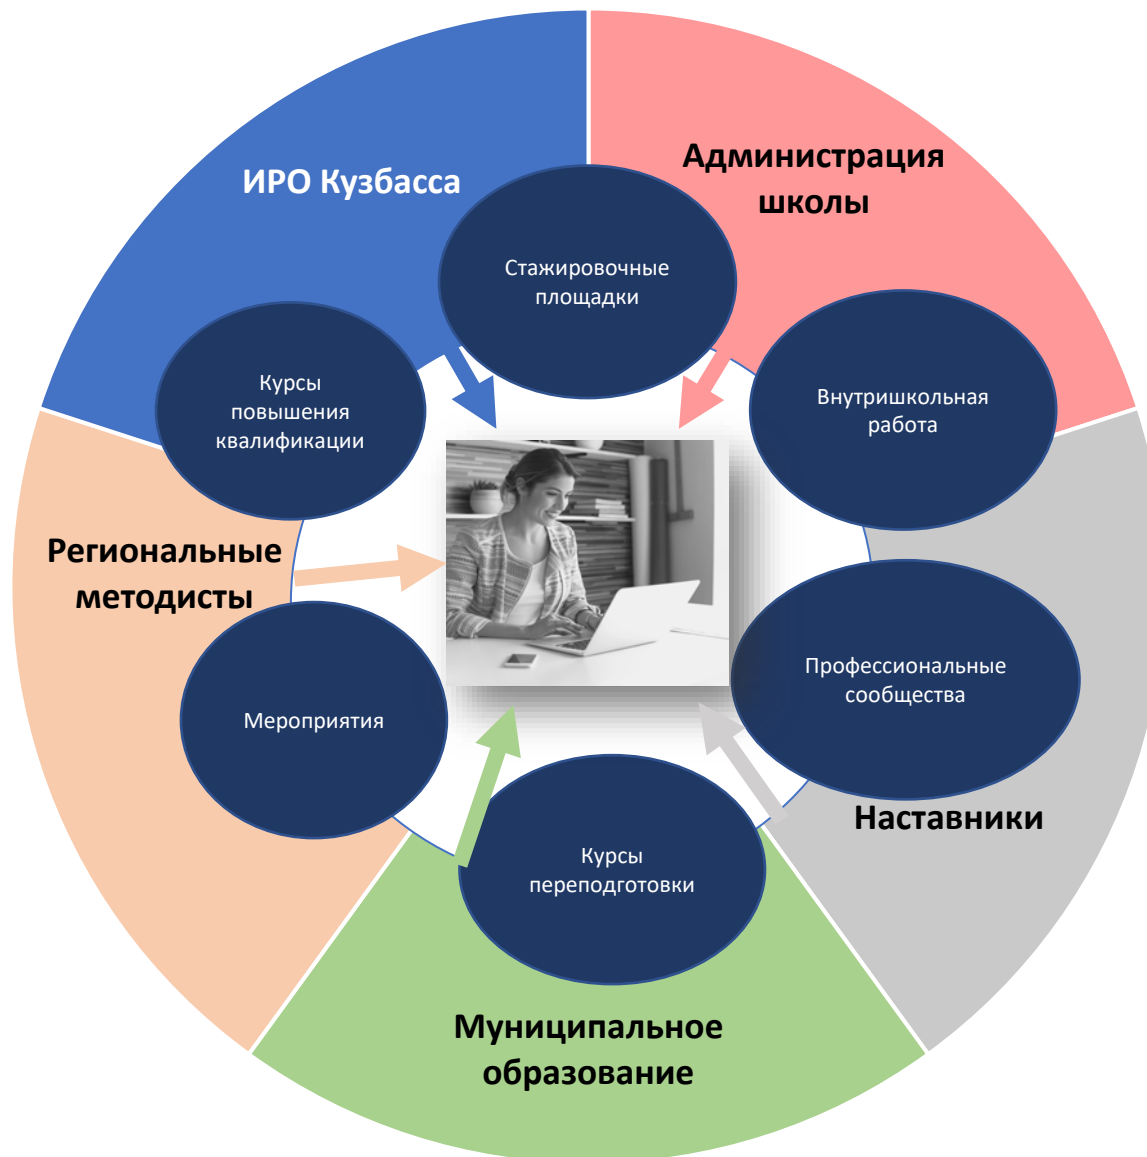 ИРО Кузбасса
Администрация
школы
Стажировочные
площадки
Курсы
повышения
квалификации
Внутришкольная
работа
Региональные
методисты
Профессиональные
сообщества
Мероприятия
Наставники
Курсы
переподготовки
Муниципальное
образование